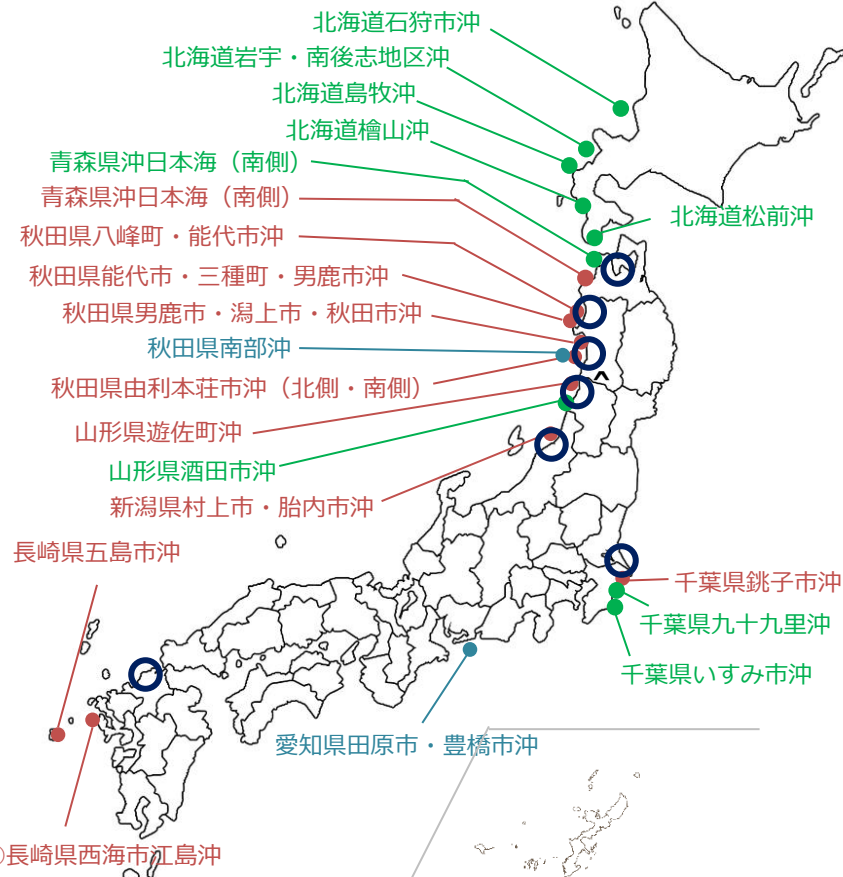 北海道石狩市沖
北海道岩宇・南後志地区沖
北海道島牧沖
北海道檜山沖
青森県沖日本海（南側）
青森県沖日本海（南側）
北海道松前沖
秋田県八峰町・能代市沖
秋田県能代市・三種町・男鹿市沖
秋田県男鹿市・潟上市・秋田市沖
秋田県南部沖
秋田県由利本荘市沖（北側・南側）
山形県遊佐町沖
山形県酒田市沖
新潟県村上市・胎内市沖
長崎県五島市沖
千葉県銚子市沖
千葉県九十九里沖
千葉県いすみ市沖
愛知県田原市・豊橋市沖
長崎県西海市江島沖